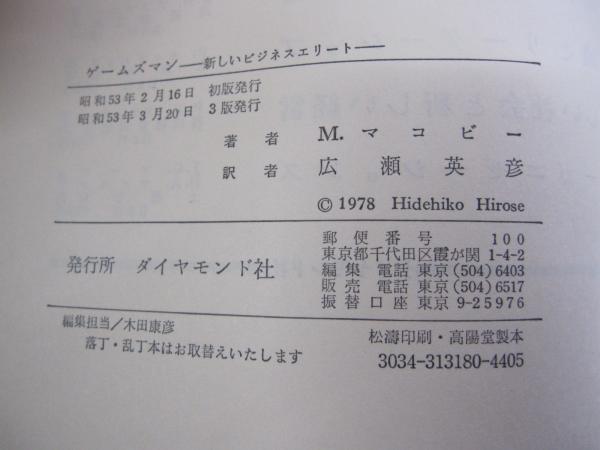 ゲームズマン—新しいビジネスエリート—
昭和53年2月16日 初版発行
昭和53年3月20日 3版発行
著者 M. マコビー
訳者 広瀬英彦
© 1978 Hidehiko Hirose
発行所 ダイヤモンド社
郵便番号 100
東京都千代田区霞が関 1-4-2
編集 電話 東京(504)6403
販売 電話 東京(504)6517
振替口座 東京 9-25976
編集担当/木田康彦
落丁・乱丁本はお取替えいたします
松濤印刷・高陽堂製本
3034-313180-4405